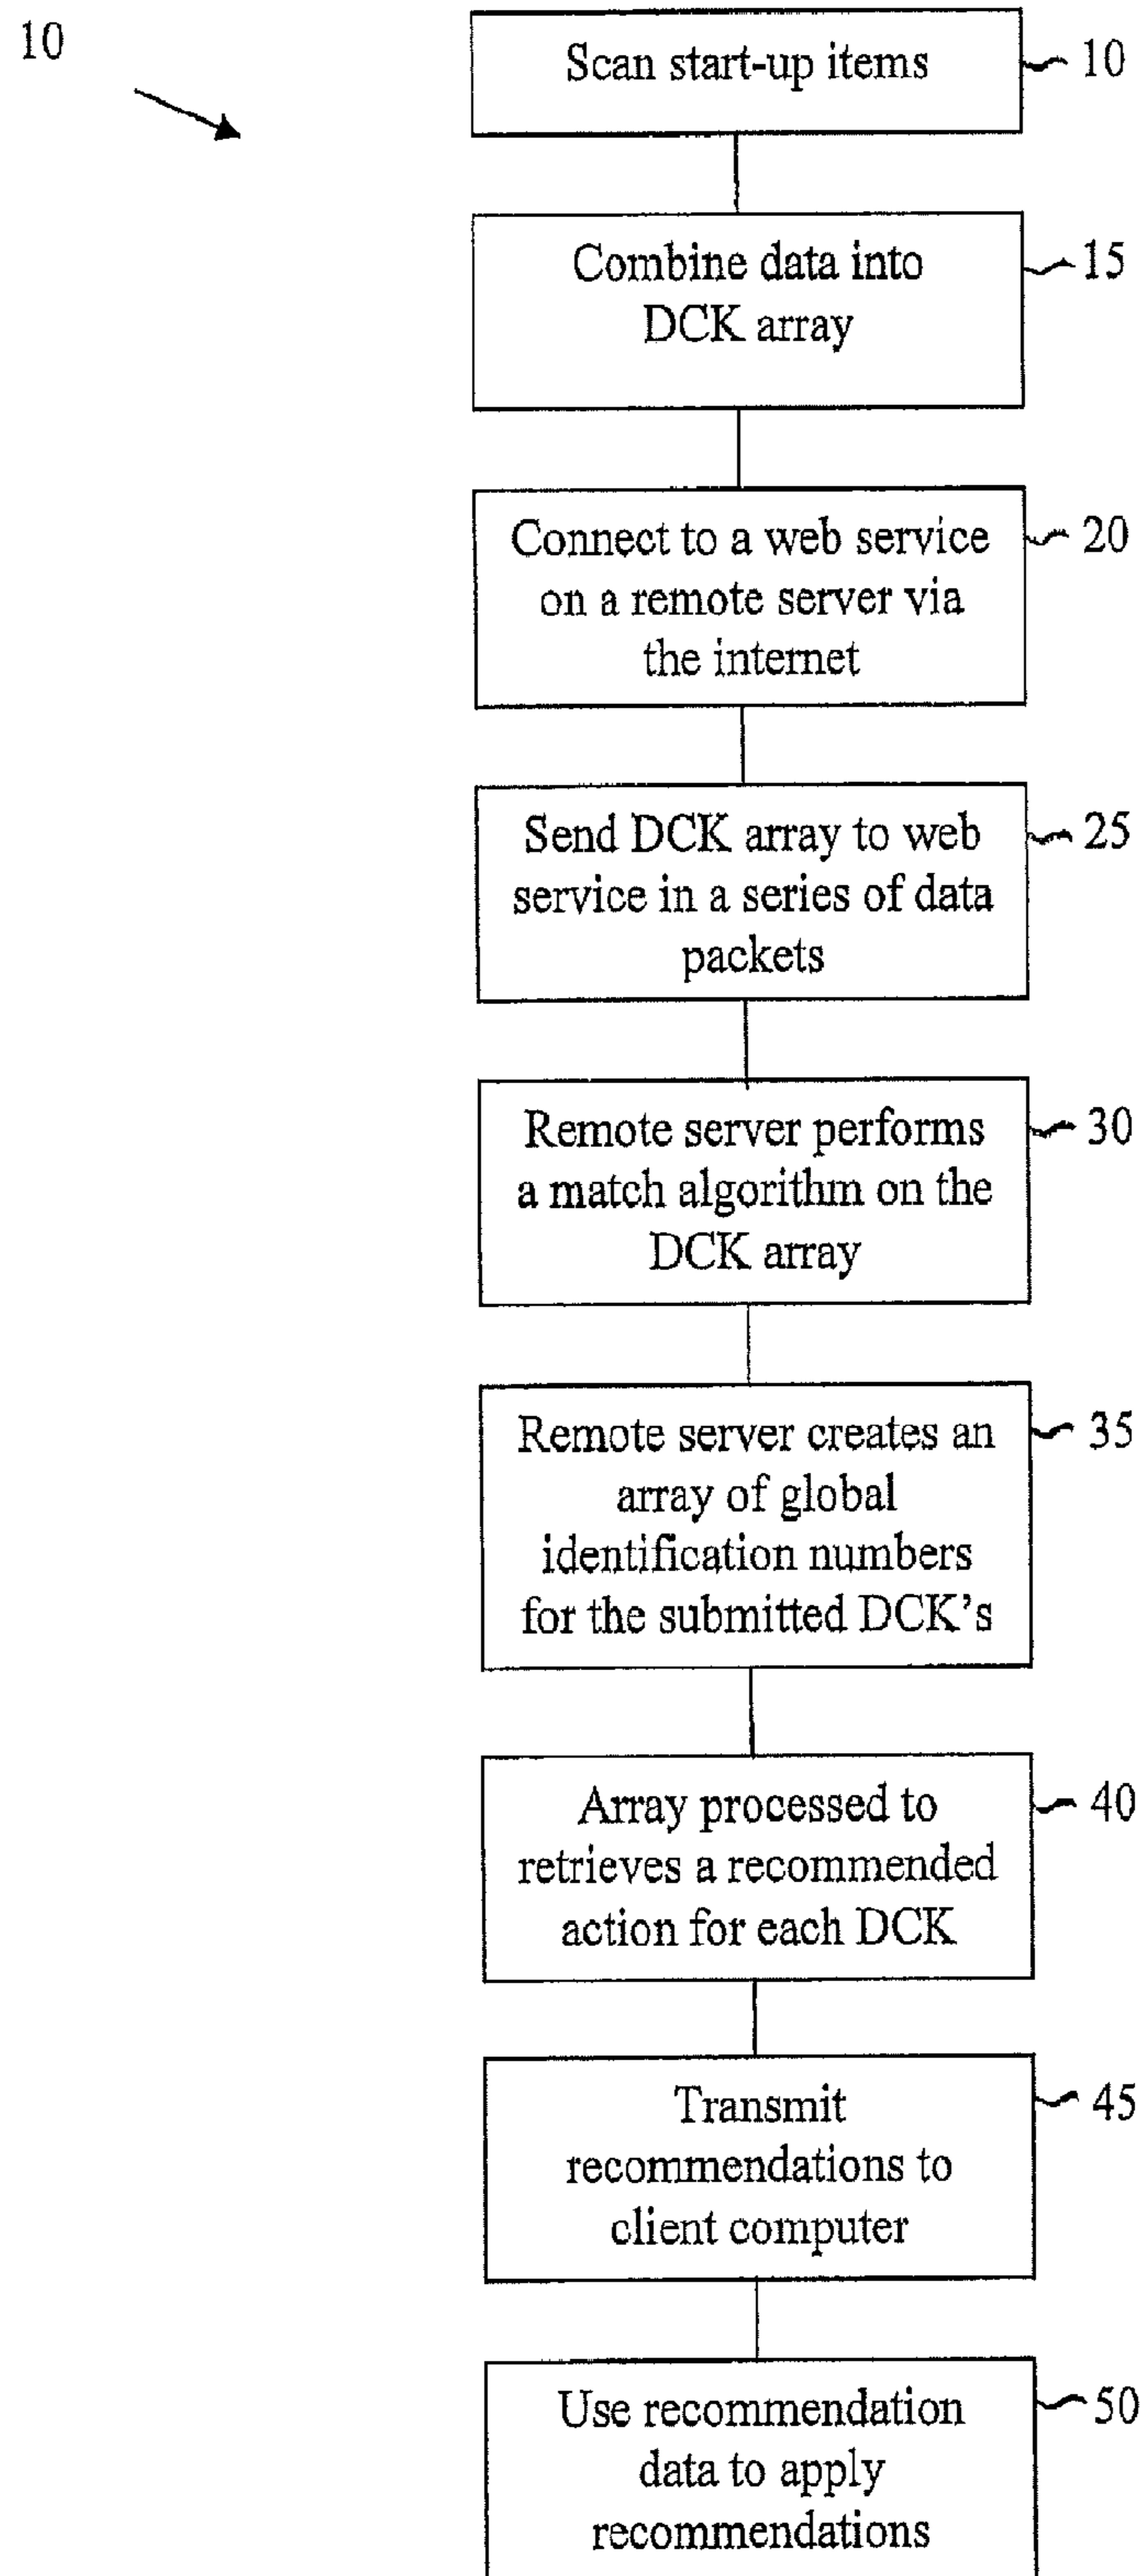 10
Scan start-up items
10
Combine data into
DCK array
15
Connect to a web service
on a remote server via
the internet
20
Send DCK array to web
service in a series of data
packets
25
Remote server performs
a match algorithm on the
DCK array
30
Remote server creates an
array of global
identification numbers
for the submitted DCK's
35
Array processed to
retrieves a recommended
action for each DCK
40
Transmit
recommendations to
client computer
45
Use recommendation
data to apply
recommendations
50